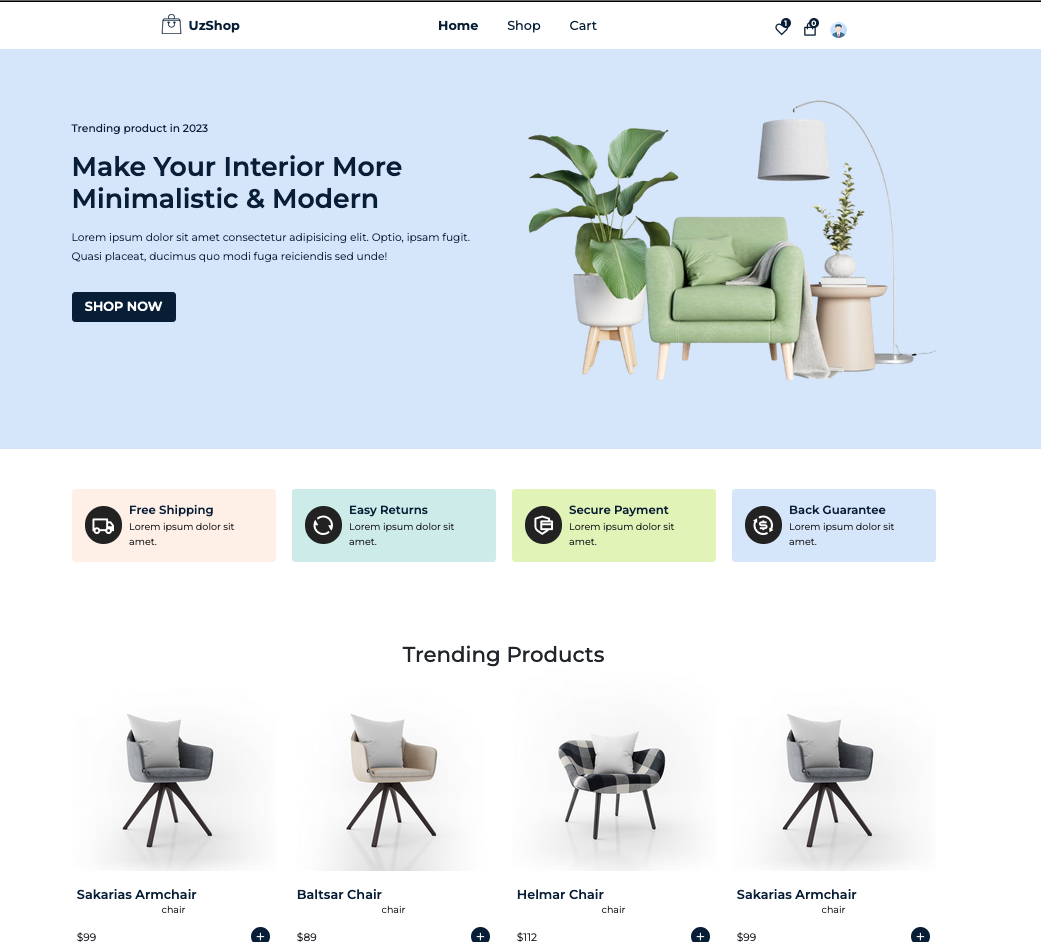 UzShop
Home
Shop
Cart
1
0
Trending product in 2023
Make Your Interior More
Minimalistic & Modern
Lorem ipsum dolor sit amet consectetur adipisicing elit. Optio, ipsam fugit.
Quasi placeat, ducimus quo modi fuga reiciendis sed unde!
SHOP NOW
Free Shipping
Lorem ipsum dolor sit
amet.
Easy Returns
Lorem ipsum dolor sit
amet.
Secure Payment
Lorem ipsum dolor sit
amet.
Back Guarantee
Lorem ipsum dolor sit
amet.
Trending Products
Sakarias Armchair
chair
$99
Baltsar Chair
chair
$89
Helmar Chair
chair
$112
Sakarias Armchair
chair
$99